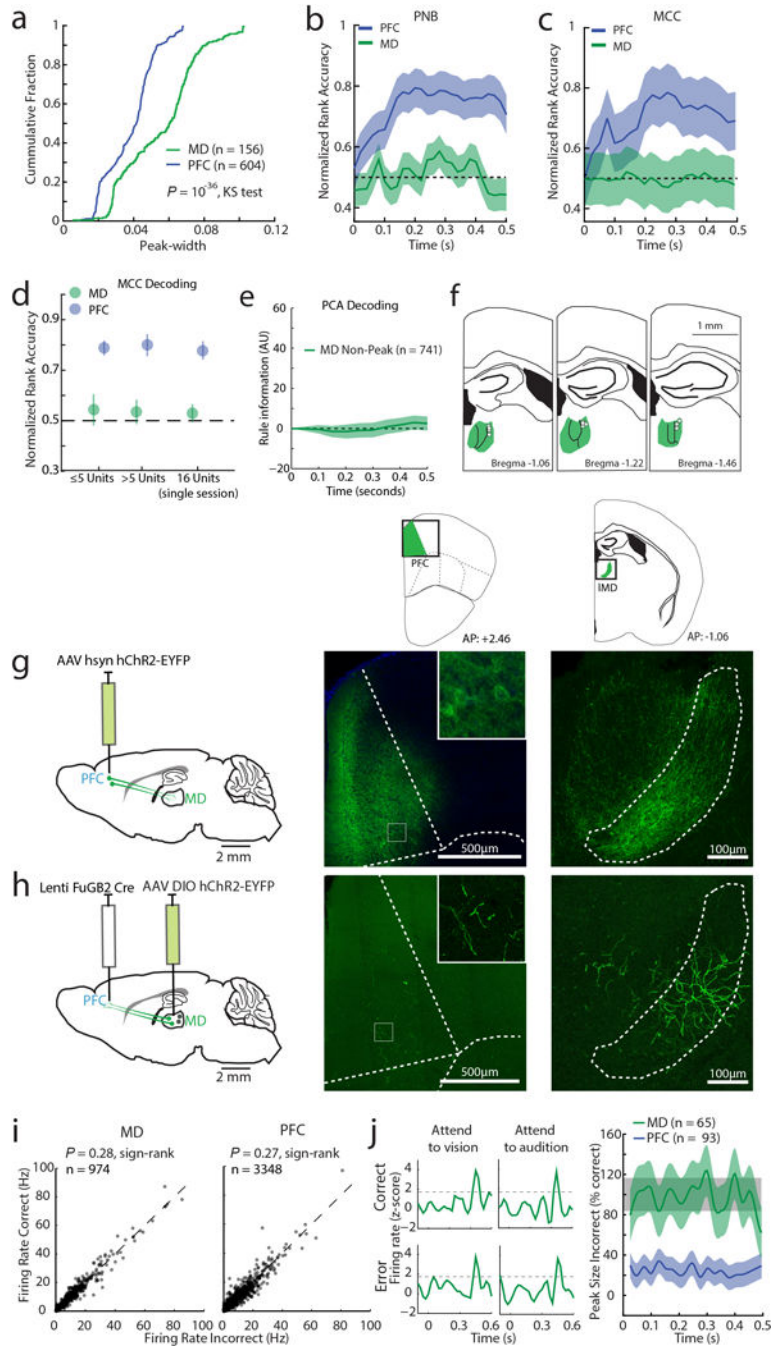 a
Cummulative Fraction
1
0.8
0.6
0.4
0.2
0
0
0.04
0.08
0.12
Peak-width
MD (n = 156)
PFC (n = 604)
P = 10-36, KS test
b
PNB
PFC
MD
Normalized Rank Accuracy
1
0.8
0.6
0.4
0
0.1
0.2
0.3
0.4
0.5
Time (s)
c
MCC
PFC
MD
Normalized Rank Accuracy
1
0.8
0.6
0.4
0
0.1
0.2
0.3
0.4
0.5
Time (s)
d
MCC Decoding
MD
PFC
Normalized Rank Accuracy
0.9
0.7
0.5
0.3
≤5 Units
>5 Units
16 Units
(single session)
e
PCA Decoding
MD Non-Peak (n = 741)
Rule information (AU)
60
40
20
0
−20
0
0.1
0.2
0.3
0.4
0.5
Time (seconds)
f
1 mm
Bregma -1.06
Bregma -1.22
Bregma -1.46
PFC
AP: +2.46
lMD
AP: -1.06
g
AAV hsyn hChR2-EYFP
PFC
MD
2 mm
500µm
100µm
h
Lenti FuGB2 Cre
AAV DIO hChR2-EYFP
PFC
MD
2 mm
500µm
100µm
i
MD
P = 0.28, sign-rank
n = 974
PFC
P = 0.27, sign-rank
n = 3348
Firing Rate Correct (Hz)
100
80
60
40
20
0
0
20
40
60
80
100
0
20
40
60
80
100
Firing Rate Incorrect (Hz)
j
Attend
to vision
Attend
to audition
Correct
Error
Firing rate (z-score)
4
2
0
−2
4
2
0
−2
0
0.3
0.6
0
0.3
0.6
Time (s)
MD (n = 65)
PFC (n = 93)
Peak Size Incorrect (% correct)
160
120
80
40
0
0
0.1
0.2
0.3
0.4
0.5
Time (s)